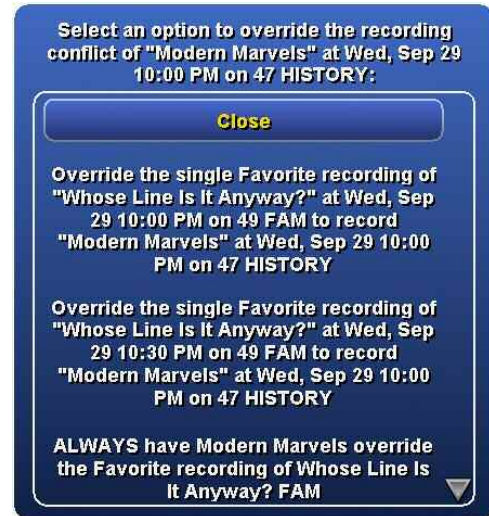 Select an option to override the recording
conflict of "Modern Marvels" at Wed, Sep 29
10:00 PM on 47 HISTORY:
Close
Override the single Favorite recording of
"Whose Line Is It Anyway?" at Wed, Sep
29 10:00 PM on 49 FAM to record
"Modern Marvels" at Wed, Sep 29 10:00
PM on 47 HISTORY
Override the single Favorite recording of
"Whose Line Is It Anyway?" at Wed, Sep
29 10:30 PM on 49 FAM to record
"Modern Marvels" at Wed, Sep 29 10:00
PM on 47 HISTORY
ALWAYS have Modern Marvels override
the Favorite recording of Whose Line Is
It Anyway? FAM